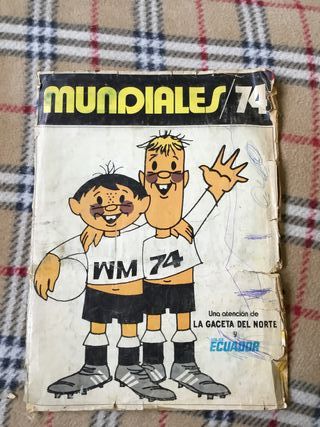 MUNDIALES/74
WM 74
Una atención de
LA GACETA DEL NORTE
y
ECUADOR